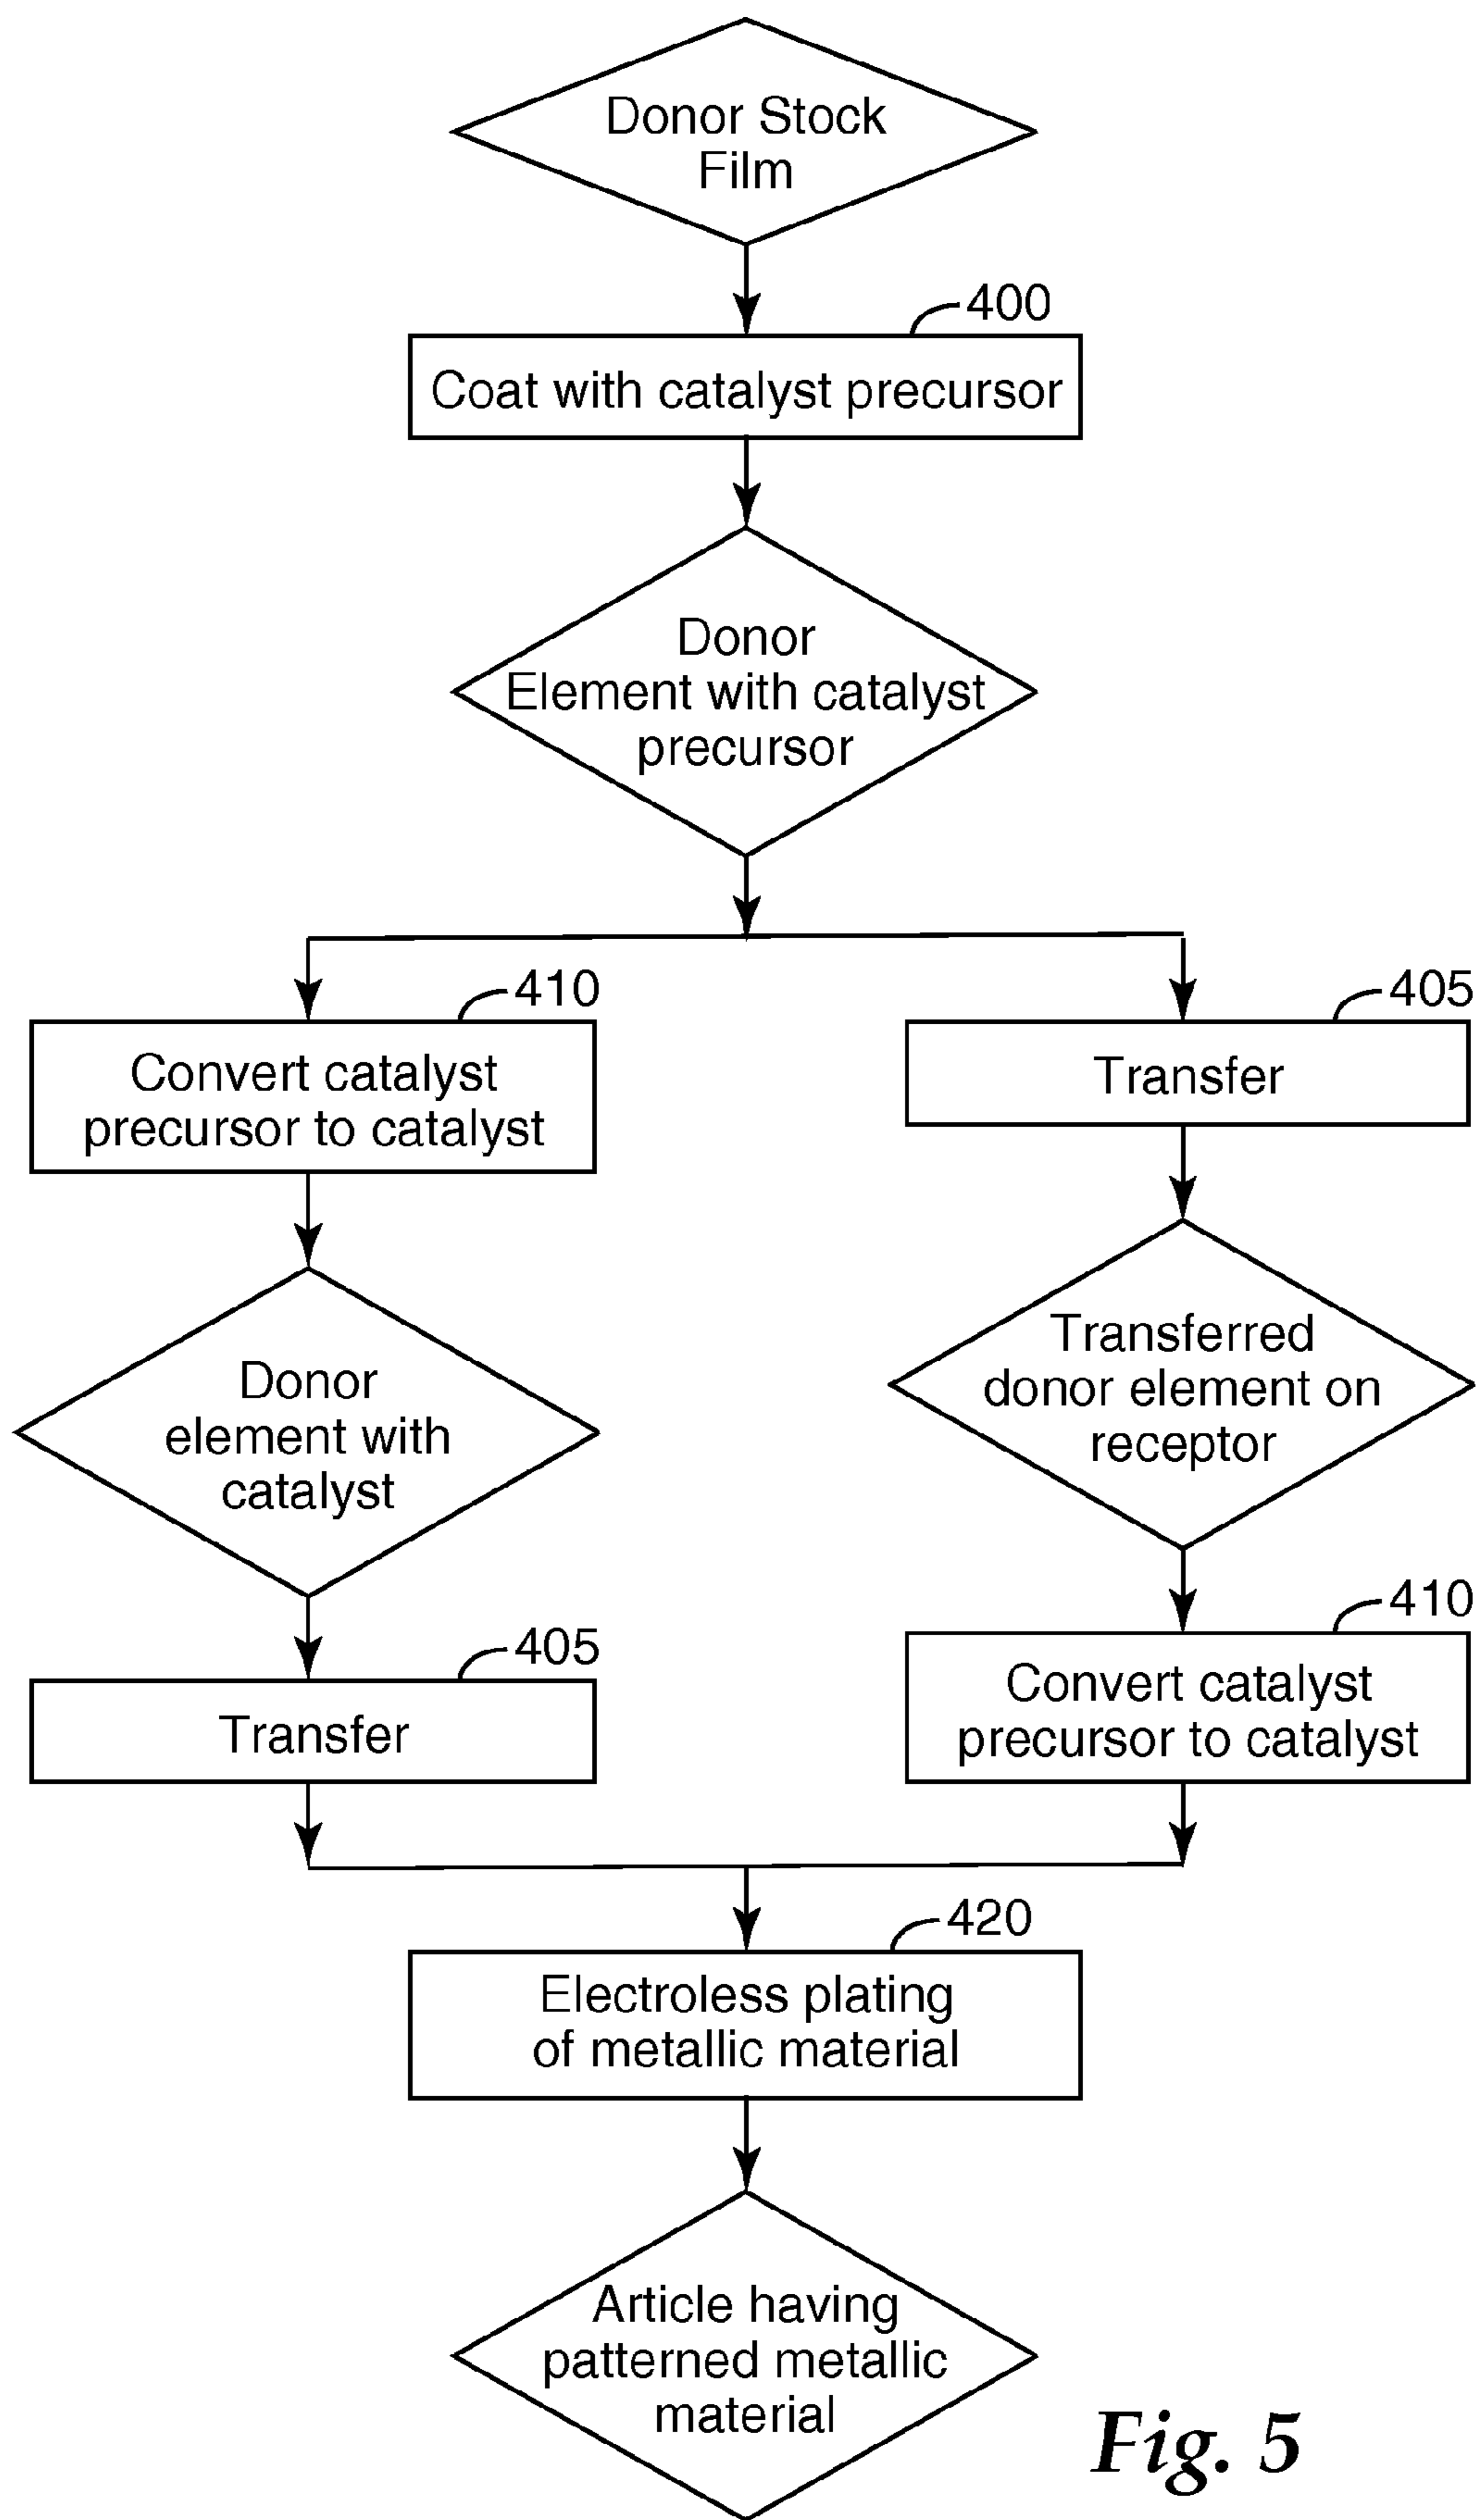 Donor Stock
Film
400
Coat with catalyst precursor
Donor
Element with catalyst
precursor
410
Convert catalyst
precursor to catalyst
Donor
element with
catalyst
405
Transfer
405
Transfer
Transferred
donor element on
receptor
410
Convert catalyst
precursor to catalyst
420
Electroless plating
of metallic material
Article having
patterned metallic
material
Fig. 5